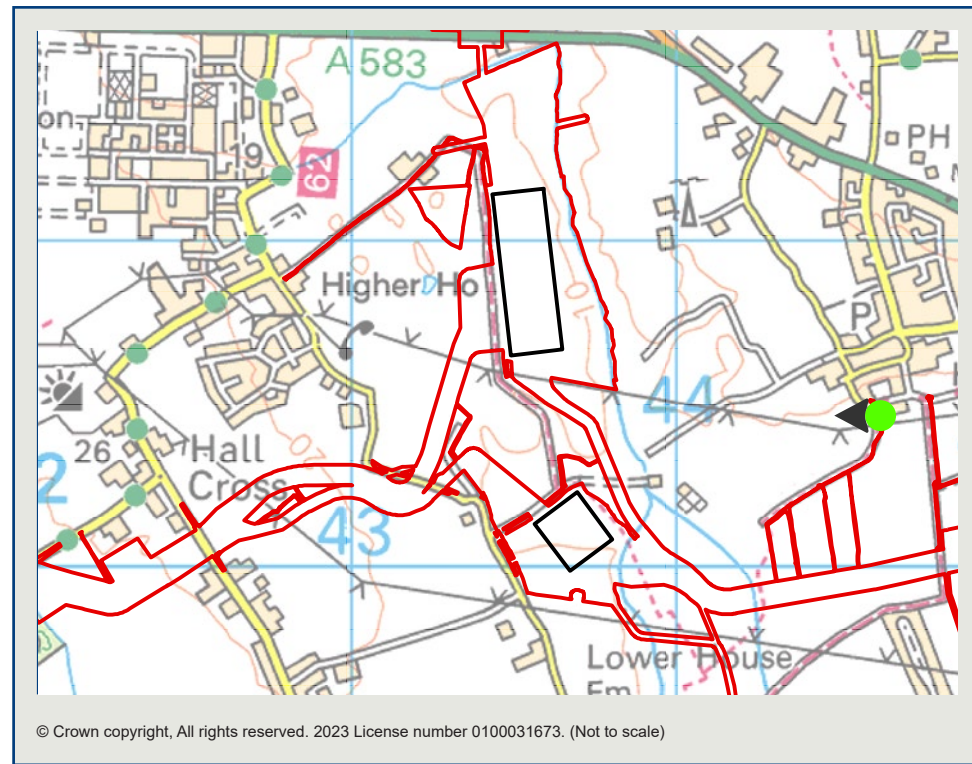 A 583
on
19
62
PH
Higher Ho
P
44
26
Hall
Cross
2
43
Lower House
Fm
© Crown copyright, All rights reserved. 2023 License number 0100031673. (Not to scale)